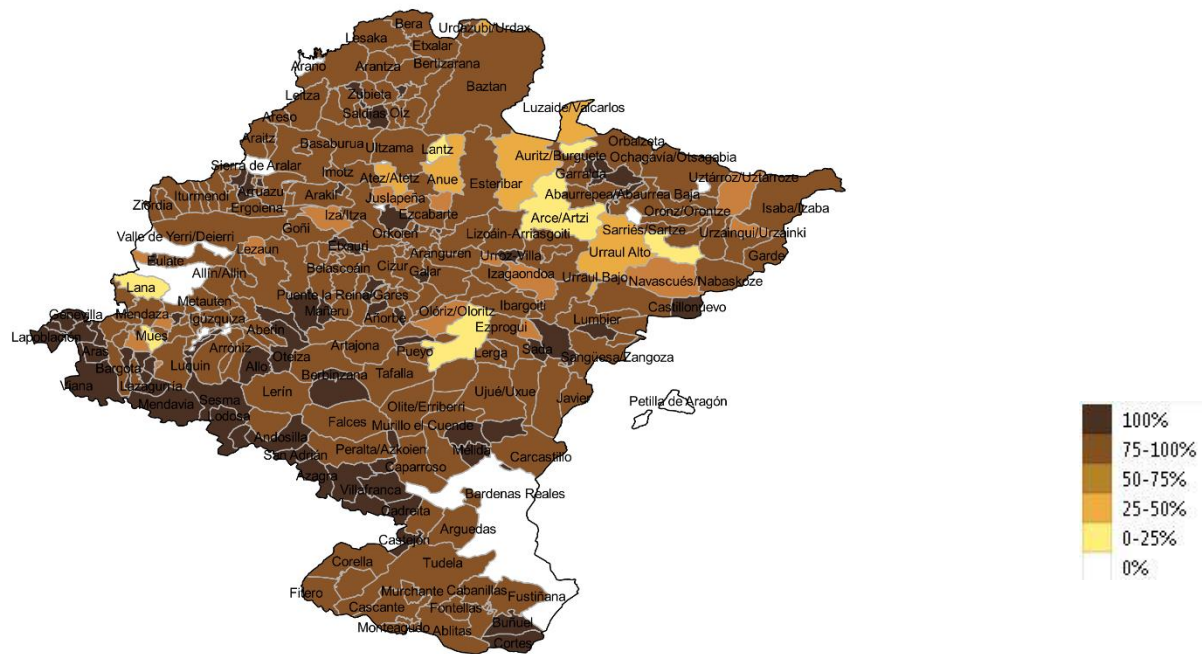 Bera
Urdazubi/Urdax
Lesaka
Etxalar
Arano
Arantza
Bertizarana
Baztan
Leitza
Zubieta
Luzaide/Valcarlos
Areso
Saldías
Oiz
Araitz
Basaburua
Ultzama
Lantz
Auritz/Burguete
Orbaizeta
Ochagavía/Otsagabia
Sierra de Aralar
Imotz
Atez/Atetz
Anue
Esteribar
Garralda
Uztárroz/Uztárroze
Arruazu
Arakil
Juslapeña
Abaurrepea/Abaurrea Baja
Iturmendi
Ziordia
Ergoiena
Iza/Itza
Ezcabarte
Arce/Artzi
Oronz/Orontze
Isaba/Izaba
Goñi
Orkoien
Lizoáin-Arriasgoiti
Sarriés/Sartze
Urzainqui/Urzainki
Valle de Yerri/Deierri
Lezaun
Etxauri
Aranguren
Urroz-Villa
Urraul Alto
Garde
Eulate
Allín/Allin
Belascoáin
Cizur
Galar
Izagaondoa
Urraul Bajo
Navascués/Nabaskoze
Lana
Metauten
Puente la Reina-Gares
Ibargoiti
Castillonuevo
Genevilla
Mendaza
Igúzquiza
Mañeru
Añorbe
Olóriz/Oloritz
Lumbier
Lapoblación
Mues
Aberin
Ezprogui
Aras
Arróniz
Oteiza
Artajona
Pueyo
Lerga
Sada
Sangüesa/Zangoza
Bargota
Luquin
Allo
Viana
Lazagurría
Berbinzana
Tafalla
Mendavia
Sesma
Lerín
Ujué/Uxue
Javier
Petilla de Aragón
Lodosa
Olite/Erriberri
Andosilla
Falces
Murillo el Cuende
San Adrián
Peralta/Azkoien
Mélida
Carcastillo
Azagra
Caparroso
Villafranca
Bardenas Reales
Cadreita
Arguedas
Castejón
Corella
Tudela
Fitero
Murchante
Cabanillas
Fustiñana
Cascante
Fontellas
Monteagudo
Ablitas
Buñuel
Cortes
100%
75-100%
50-75%
25-50%
0-25%
0%